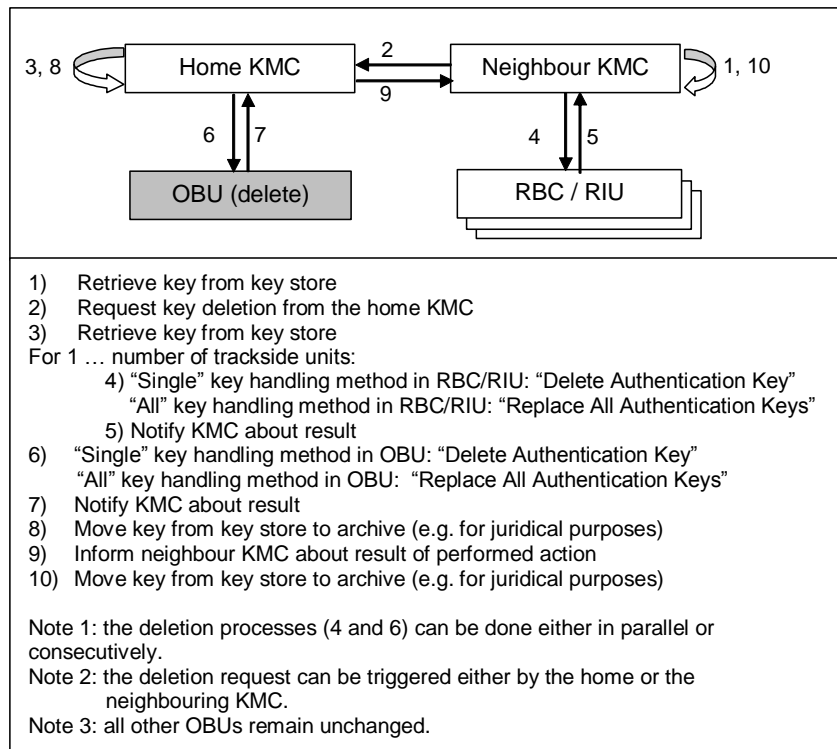 Home KMC
Neighbour KMC
3, 8
2
9
1, 10
6
7
4
5
OBU (delete)
RBC / RIU
1) Retrieve key from key store
2) Request key deletion from the home KMC
3) Retrieve key from key store
For 1 … number of trackside units:
4) “Single” key handling method in RBC/RIU: “Delete Authentication Key”
“All” key handling method in RBC/RIU: “Replace All Authentication Keys”
5) Notify KMC about result
6) “Single” key handling method in OBU: “Delete Authentication Key”
“All” key handling method in OBU: “Replace All Authentication Keys”
7) Notify KMC about result
8) Move key from key store to archive (e.g. for juridical purposes)
9) Inform neighbour KMC about result of performed action
10) Move key from key store to archive (e.g. for juridical purposes)
Note 1: the deletion processes (4 and 6) can be done either in parallel or
consecutively.
Note 2: the deletion request can be triggered either by the home or the
neighbouring KMC.
Note 3: all other OBUs remain unchanged.